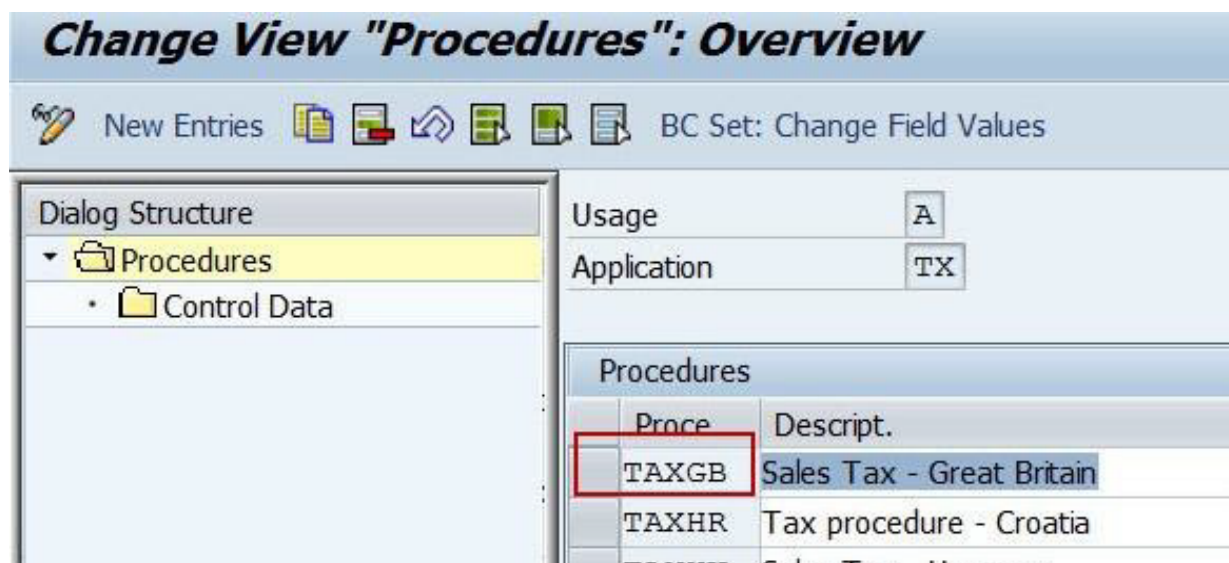 Change View "Procedures": Overview
New Entries BC Set: Change Field Values
Dialog Structure
Procedures
Control Data
Usage A
Application TX
Procedures
Proce Descript.
TAXGB Sales Tax - Great Britain
TAXHR Tax procedure - Croatia